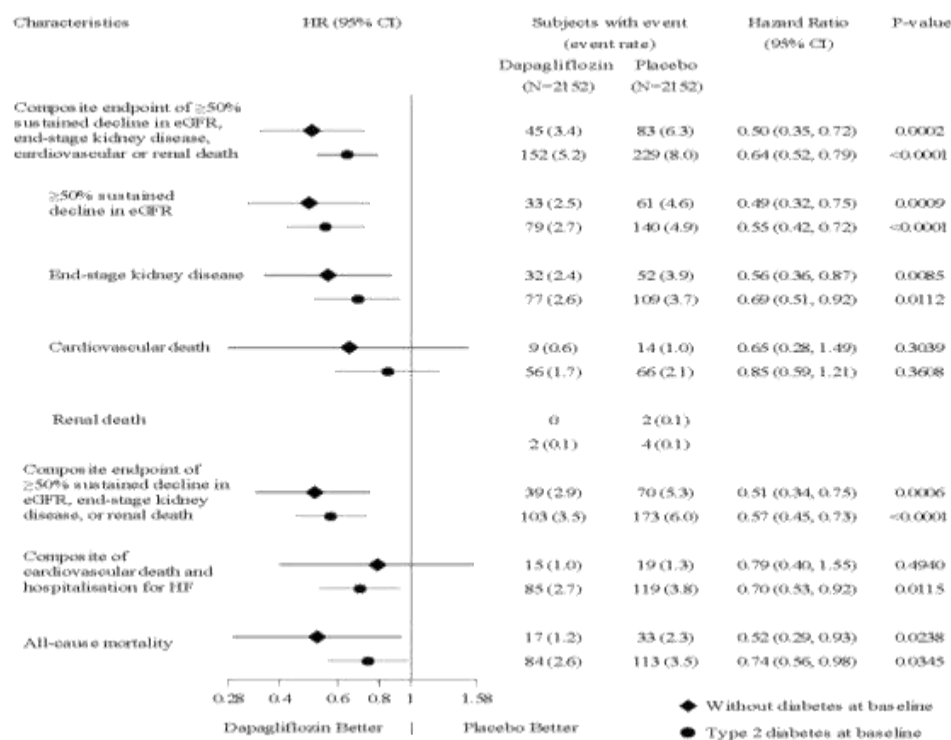 Characteristics HR (95% CI) Subjects with event Hazard Ratio P-value
(event rate) (95% CI)
Dapagliflozin Placebo
(N=2152) (N=2152)
Composite endpoint of ≥50%
sustained decline in eGFR,
end-stage kidney disease, 45 (3.4) 83 (6.3) 0.50 (0.35, 0.72) 0.0002
cardiovascular or renal death 152 (5.2) 229 (8.0) 0.64 (0.52, 0.79) <0.0001
≥50% sustained 33 (2.5) 61 (4.6) 0.49 (0.32, 0.75) 0.0009
decline in eGFR 79 (2.7) 140 (4.9) 0.55 (0.42, 0.72) <0.0001
End-stage kidney disease 32 (2.4) 52 (3.9) 0.56 (0.36, 0.87) 0.0085
77 (2.6) 109 (3.7) 0.69 (0.51, 0.92) 0.0112
Cardiovascular death 9 (0.6) 14 (1.0) 0.65 (0.28, 1.49) 0.3039
56 (1.7) 66 (2.1) 0.85 (0.59, 1.21) 0.3608
Renal death 0 2 (0.1)
2 (0.1) 4 (0.1)
Composite endpoint of
≥50% sustained decline in
eGFR, end-stage kidney 39 (2.9) 70 (5.3) 0.51 (0.34, 0.75) 0.0006
disease, or renal death 103 (3.5) 173 (6.0) 0.57 (0.45, 0.73) <0.0001
Composite of
cardiovascular death and 15 (1.0) 19 (1.3) 0.79 (0.40, 1.55) 0.4940
hospitalisation for HF 85 (2.7) 119 (3.8) 0.70 (0.53, 0.92) 0.0115
All-cause mortality 17 (1.2) 33 (2.3) 0.52 (0.29, 0.93) 0.0238
84 (2.6) 113 (3.5) 0.74 (0.56, 0.98) 0.0345
0.28 0.4 0.6 0.8 1 1.58
Dapagliflozin Better | Placebo Better
Without diabetes at baseline
Type 2 diabetes at baseline